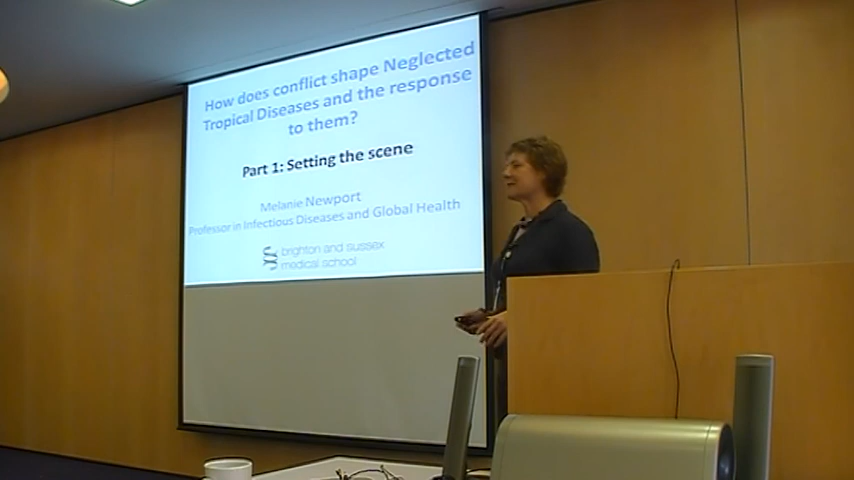 How does conflict shape Neglected
Tropical Diseases and the response
to them?
Part 1: Setting the scene
Melanie Newport
Professor in Infectious Diseases and Global Health
brighton and sussex
medical school